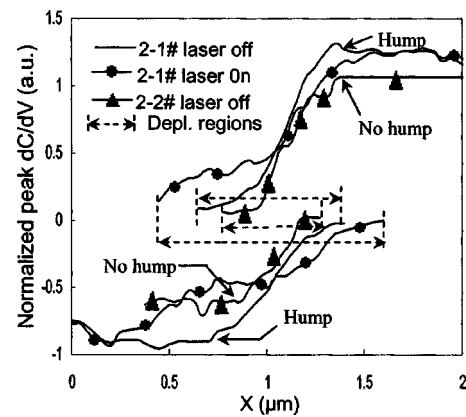 Normalized peak dC/dV (a.u.)
1.5
1
0.5
0
-0.5
-1
2-1# laser off
2-1# laser 0n
2-2# laser off
Depl. regions
Hump
No hump
No hump
Hump
0
0.5
1
1.5
2
X (μm)